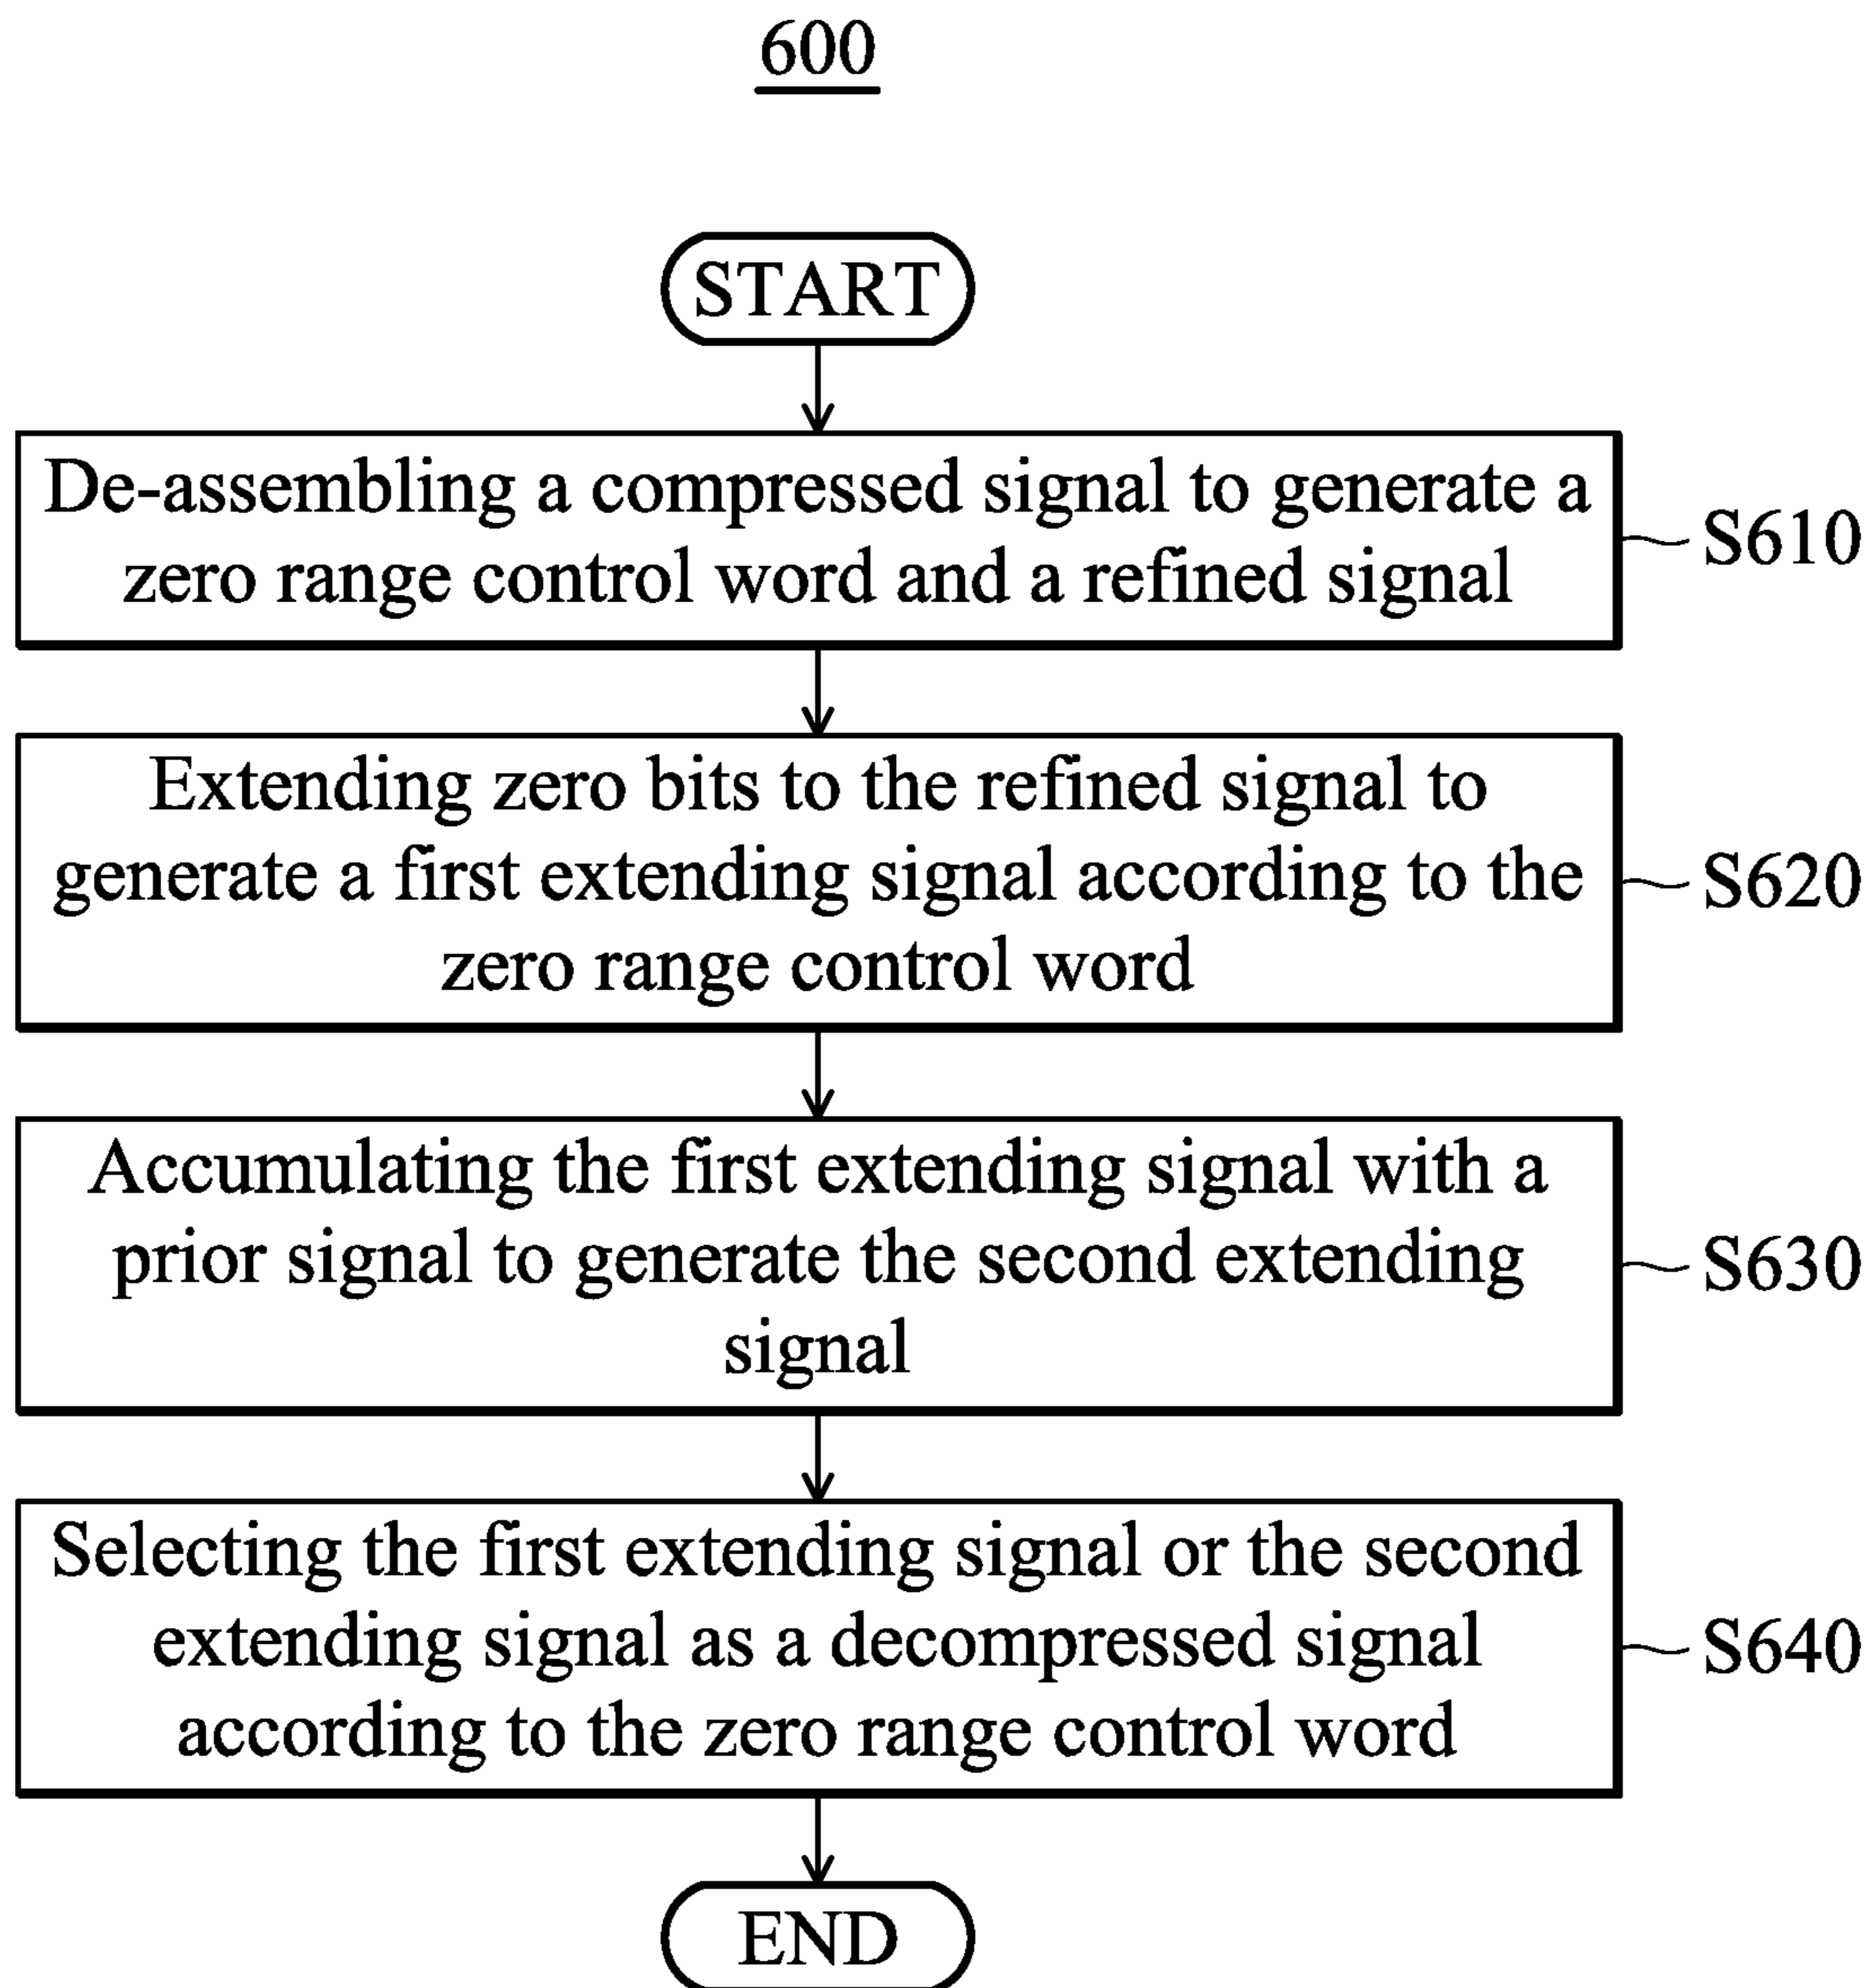 600
START
De-assembling a compressed signal to generate a
zero range control word and a refined signal
S610
Extending zero bits to the refined signal to
generate a first extending signal according to the
zero range control word
S620
Accumulating the first extending signal with a
prior signal to generate the second extending
signal
S630
Selecting the first extending signal or the second
extending signal as a decompressed signal
according to the zero range control word
S640
END